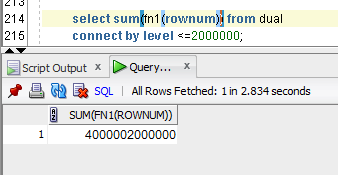 213
214 select sum(fn1(rownum)) from dual
215 connect by level <=2000000;
Script Output × Query... ×
SQL | All Rows Fetched: 1 in 2.834 seconds
SUM(FN1(ROWNUM))
1 4000002000000